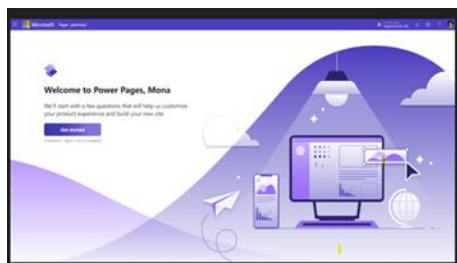 Microsoft Power Pages (preview)
Welcome to Power Pages, Mona
We'll start with a few questions that will help us customize
your product experience and build your new site.
Get started